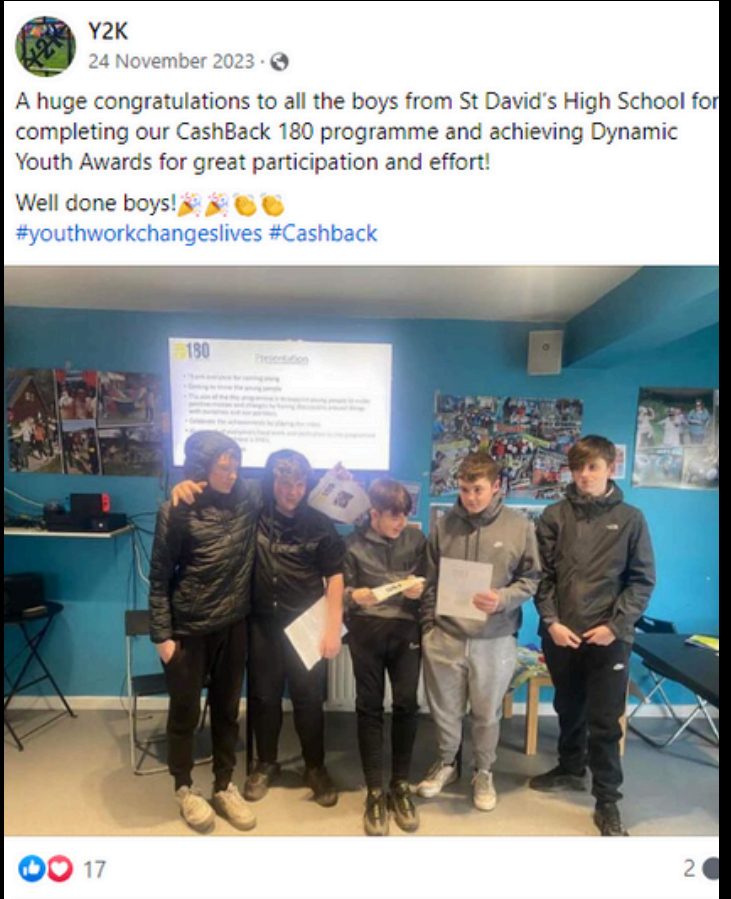 Y2K
24 November 2023 ·
A huge congratulations to all the boys from St David's High School for
completing our CashBack 180 programme and achieving Dynamic
Youth Awards for great participation and effort!
Well done boys!🎉🎉👏👏
#youthworkchangeslives #Cashback
180
Presentation
17
2